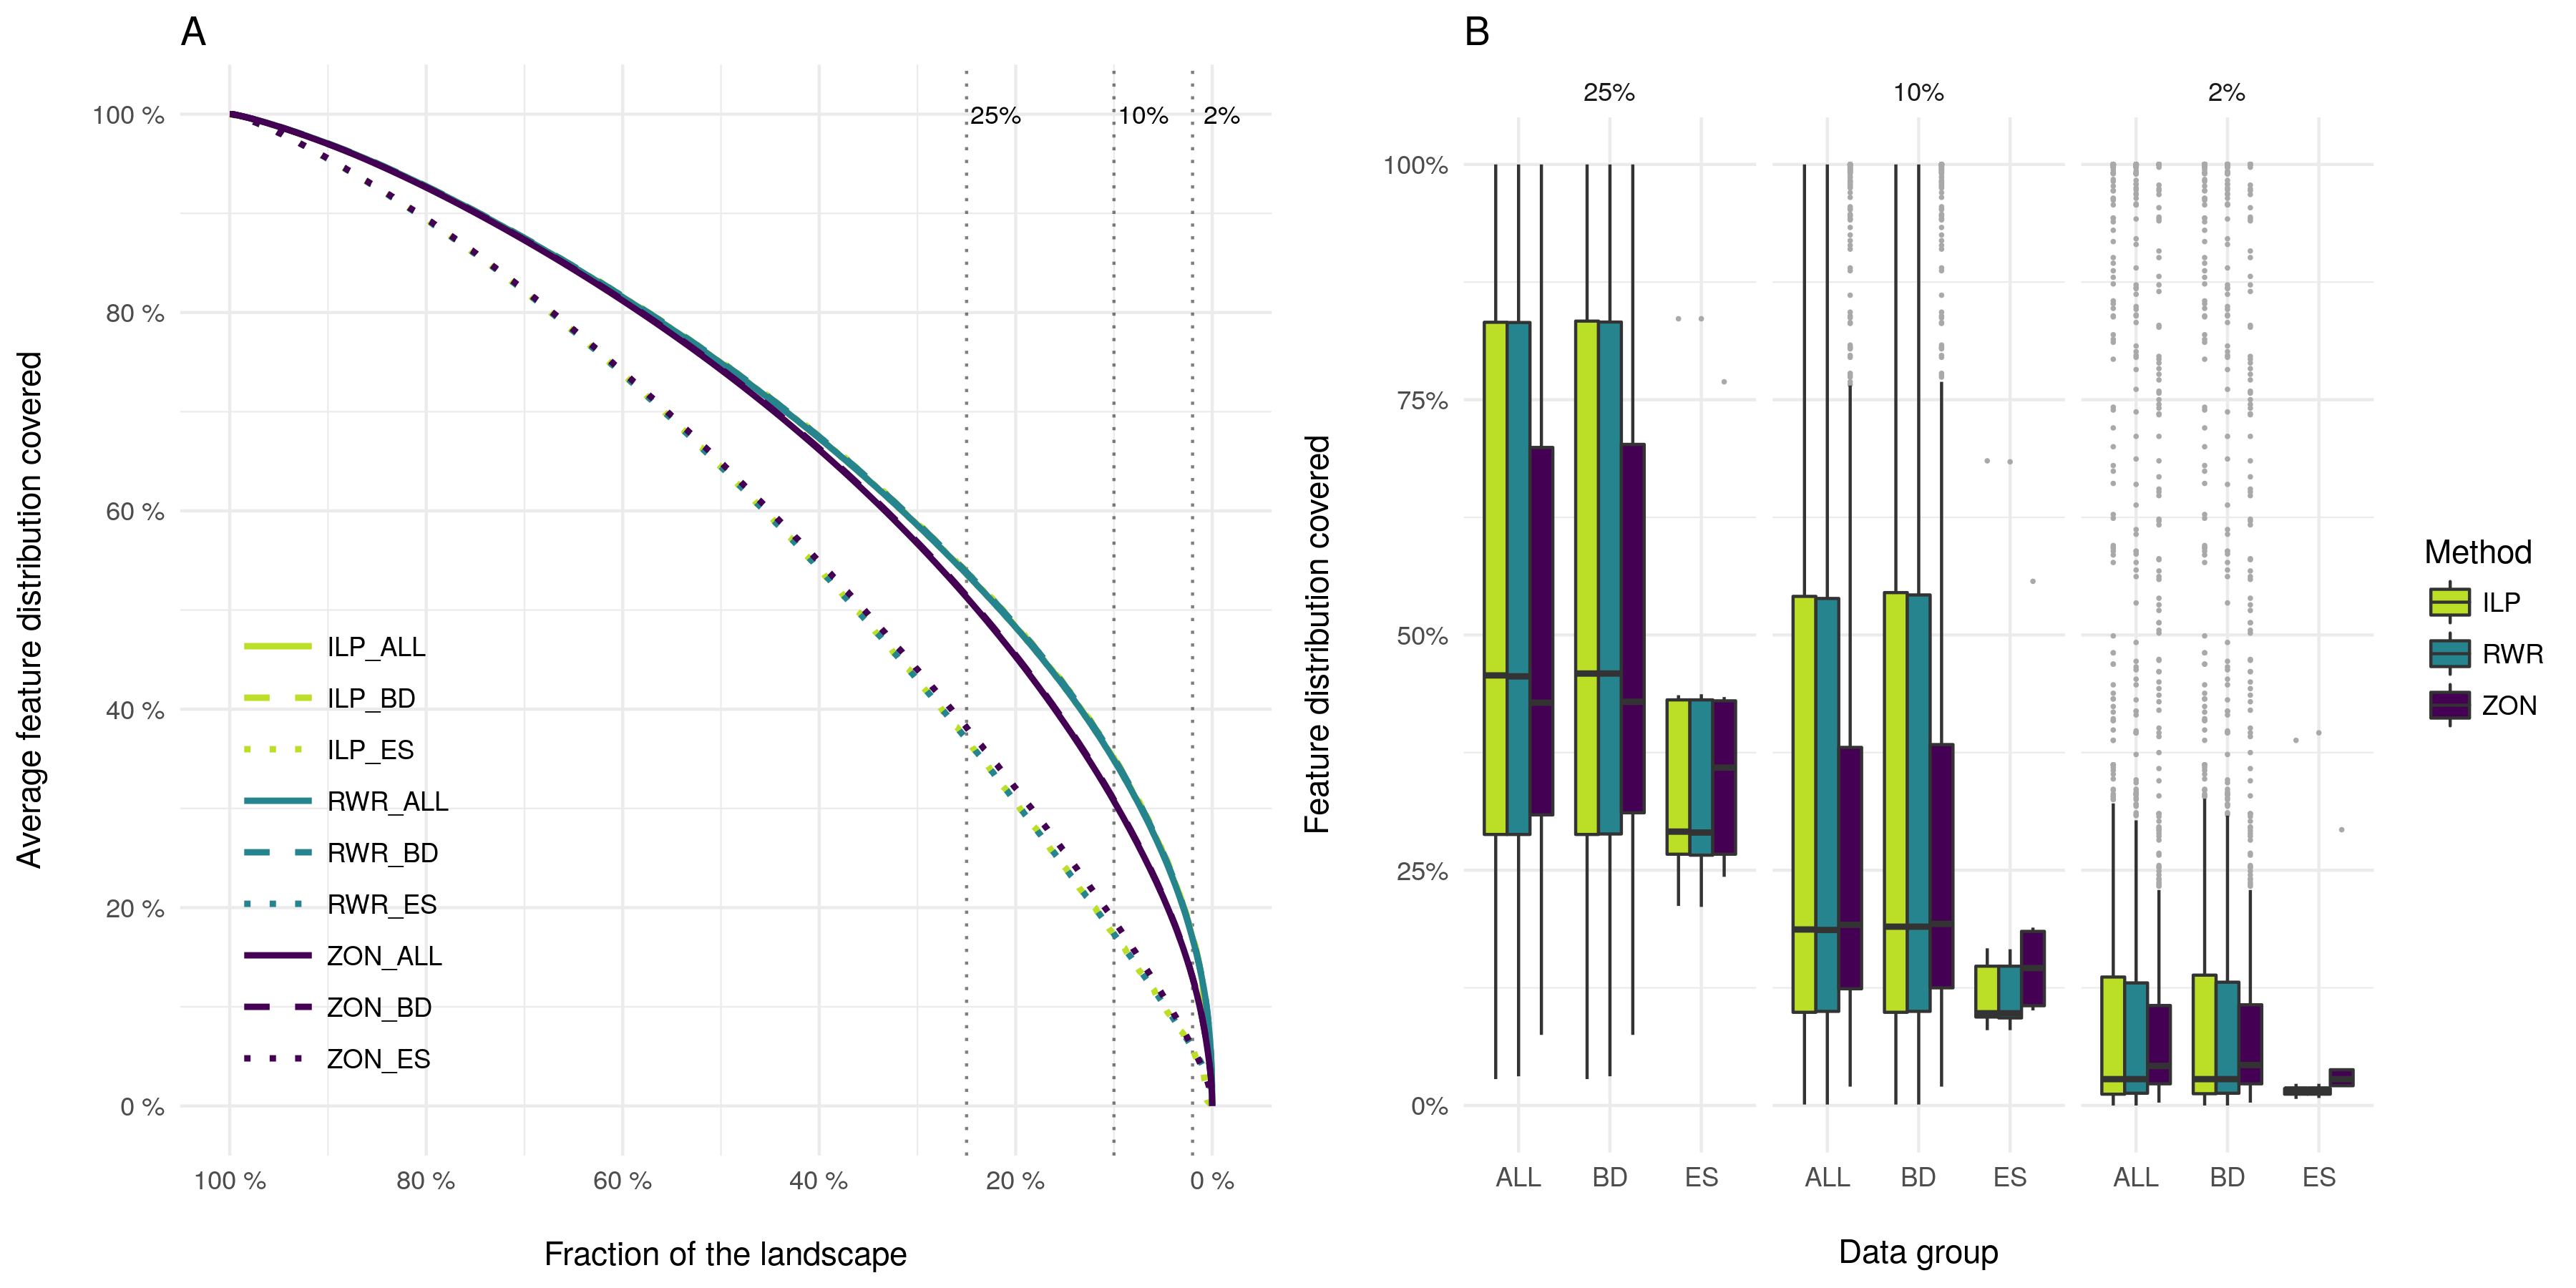 A
Average feature distribution covered
100 %
80 %
60 %
40 %
20 %
0 %
25%
10%
2%
ILP_ALL
ILP_BD
ILP_ES
RWR_ALL
RWR_BD
RWR_ES
ZON_ALL
ZON_BD
ZON_ES
100 %
80 %
60 %
40 %
20 %
0 %
Fraction of the landscape
B
25%
10%
2%
Feature distribution covered
100%
75%
50%
25%
0%
ALL
BD
ES
ALL
BD
ES
ALL
BD
ES
Data group
Method
ILP
RWR
ZON